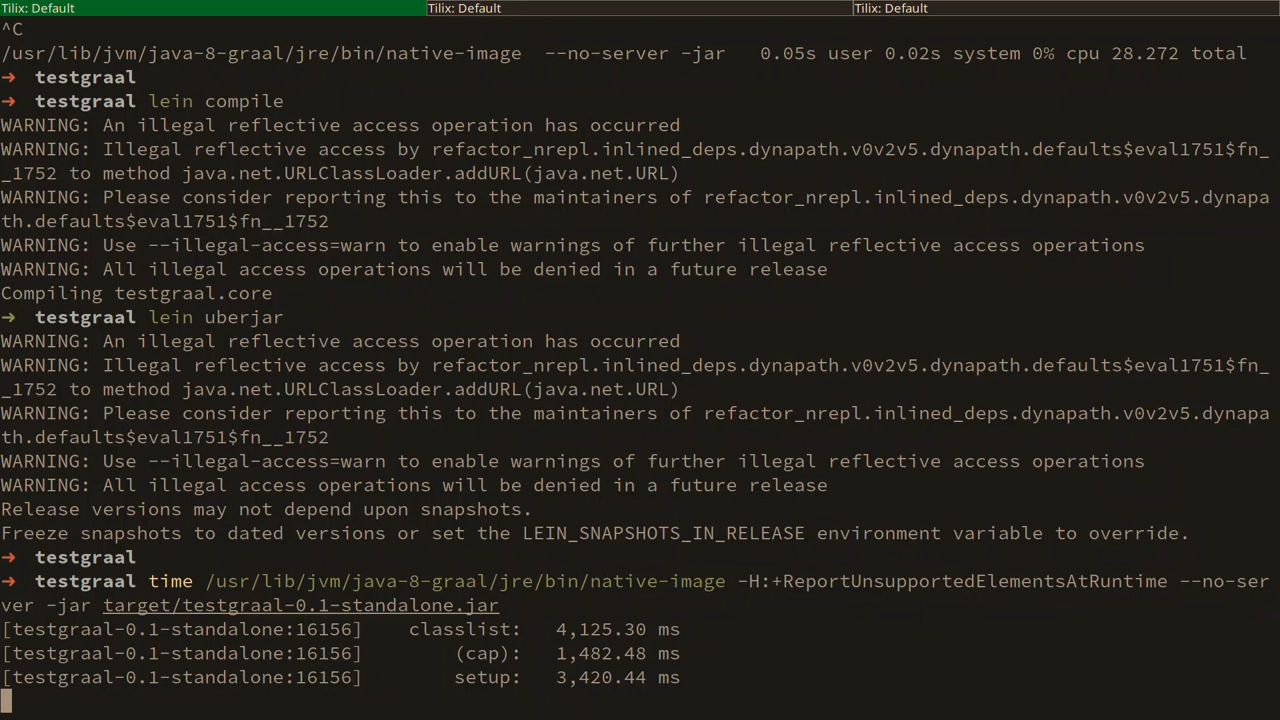 Tilix: Default Tilix: Default Tilix: Default
^C
/usr/lib/jvm/java-8-graal/jre/bin/native-image  --no-server -jar   0.05s user 0.02s system 0% cpu 28.272 total
➜  testgraal
➜  testgraal lein compile
WARNING: An illegal reflective access operation has occurred
WARNING: Illegal reflective access by refactor_nrepl.inlined_deps.dynapath.v0v2v5.dynapath.defaults$eval1751$fn_
_1752 to method java.net.URLClassLoader.addURL(java.net.URL)
WARNING: Please consider reporting this to the maintainers of refactor_nrepl.inlined_deps.dynapath.v0v2v5.dynapa
th.defaults$eval1751$fn__1752
WARNING: Use --illegal-access=warn to enable warnings of further illegal reflective access operations
WARNING: All illegal access operations will be denied in a future release
Compiling testgraal.core
➜  testgraal lein uberjar
WARNING: An illegal reflective access operation has occurred
WARNING: Illegal reflective access by refactor_nrepl.inlined_deps.dynapath.v0v2v5.dynapath.defaults$eval1751$fn_
_1752 to method java.net.URLClassLoader.addURL(java.net.URL)
WARNING: Please consider reporting this to the maintainers of refactor_nrepl.inlined_deps.dynapath.v0v2v5.dynapa
th.defaults$eval1751$fn__1752
WARNING: Use --illegal-access=warn to enable warnings of further illegal reflective access operations
WARNING: All illegal access operations will be denied in a future release
Release versions may not depend upon snapshots.
Freeze snapshots to dated versions or set the LEIN_SNAPSHOTS_IN_RELEASE environment variable to override.
➜  testgraal
➜  testgraal time /usr/lib/jvm/java-8-graal/jre/bin/native-image -H:+ReportUnsupportedElementsAtRuntime --no-ser
ver -jar target/testgraal-0.1-standalone.jar
[testgraal-0.1-standalone:16156]    classlist:   4,125.30 ms
[testgraal-0.1-standalone:16156]        (cap):   1,482.48 ms
[testgraal-0.1-standalone:16156]        setup:   3,420.44 ms